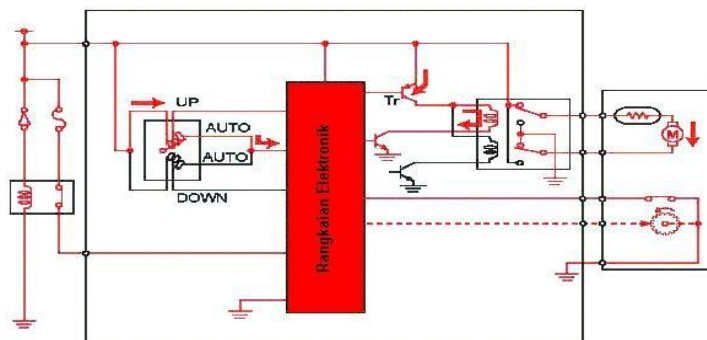 UP
AUTO
AUTO
DOWN
Rangkaian Elektronik
Tr
M